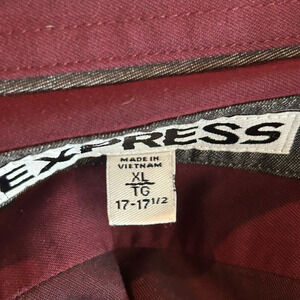 EXPRESS
MADE IN
VIETNAM
XL
TG
17-17 1/2